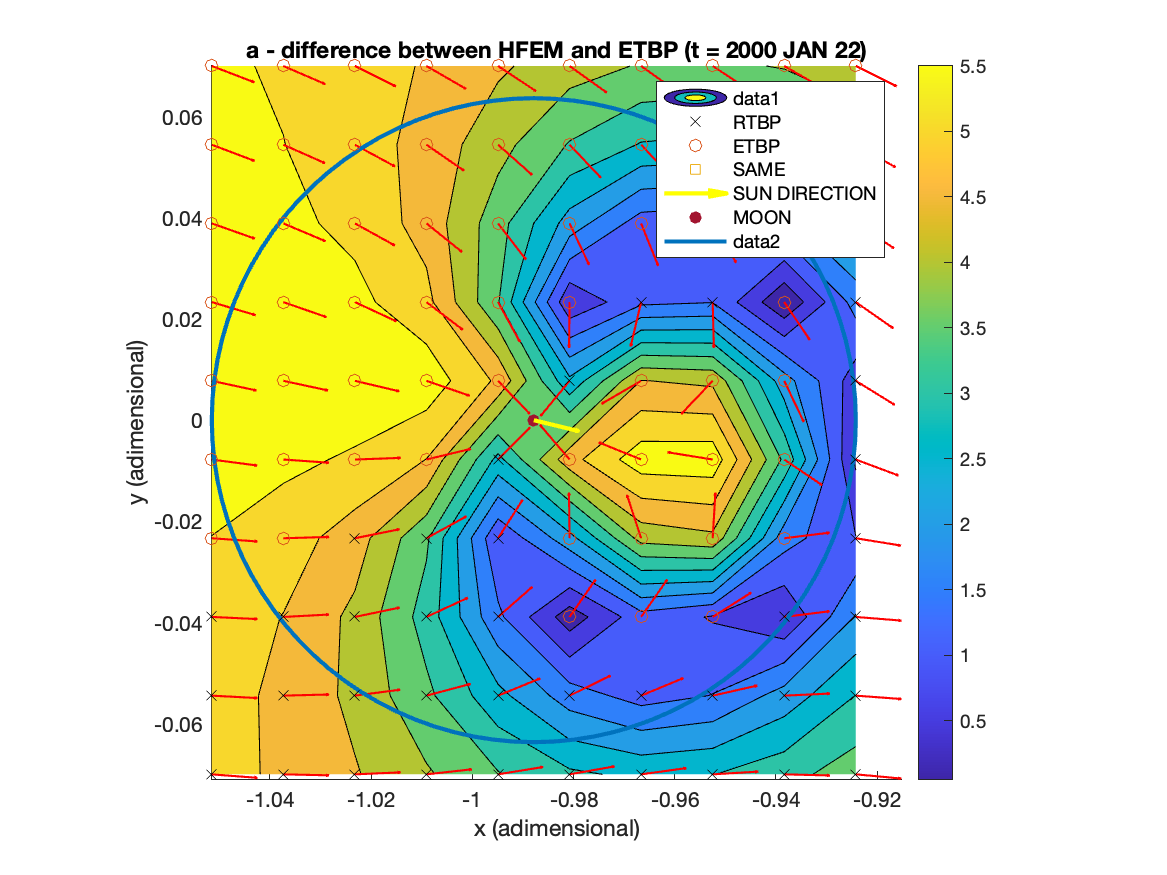 a - difference between HFEM and ETBP (t = 2000 JAN 22)
data1
RTBP
ETBP
SAME
SUN DIRECTION
MOON
data2
y (adimensional)
0.06
0.04
0.02
0
-0.02
-0.04
-0.06
-1.04
-1.02
-1
-0.98
-0.96
-0.94
-0.92
x (adimensional)
5.5
5
4.5
4
3.5
3
2.5
2
1.5
1
0.5